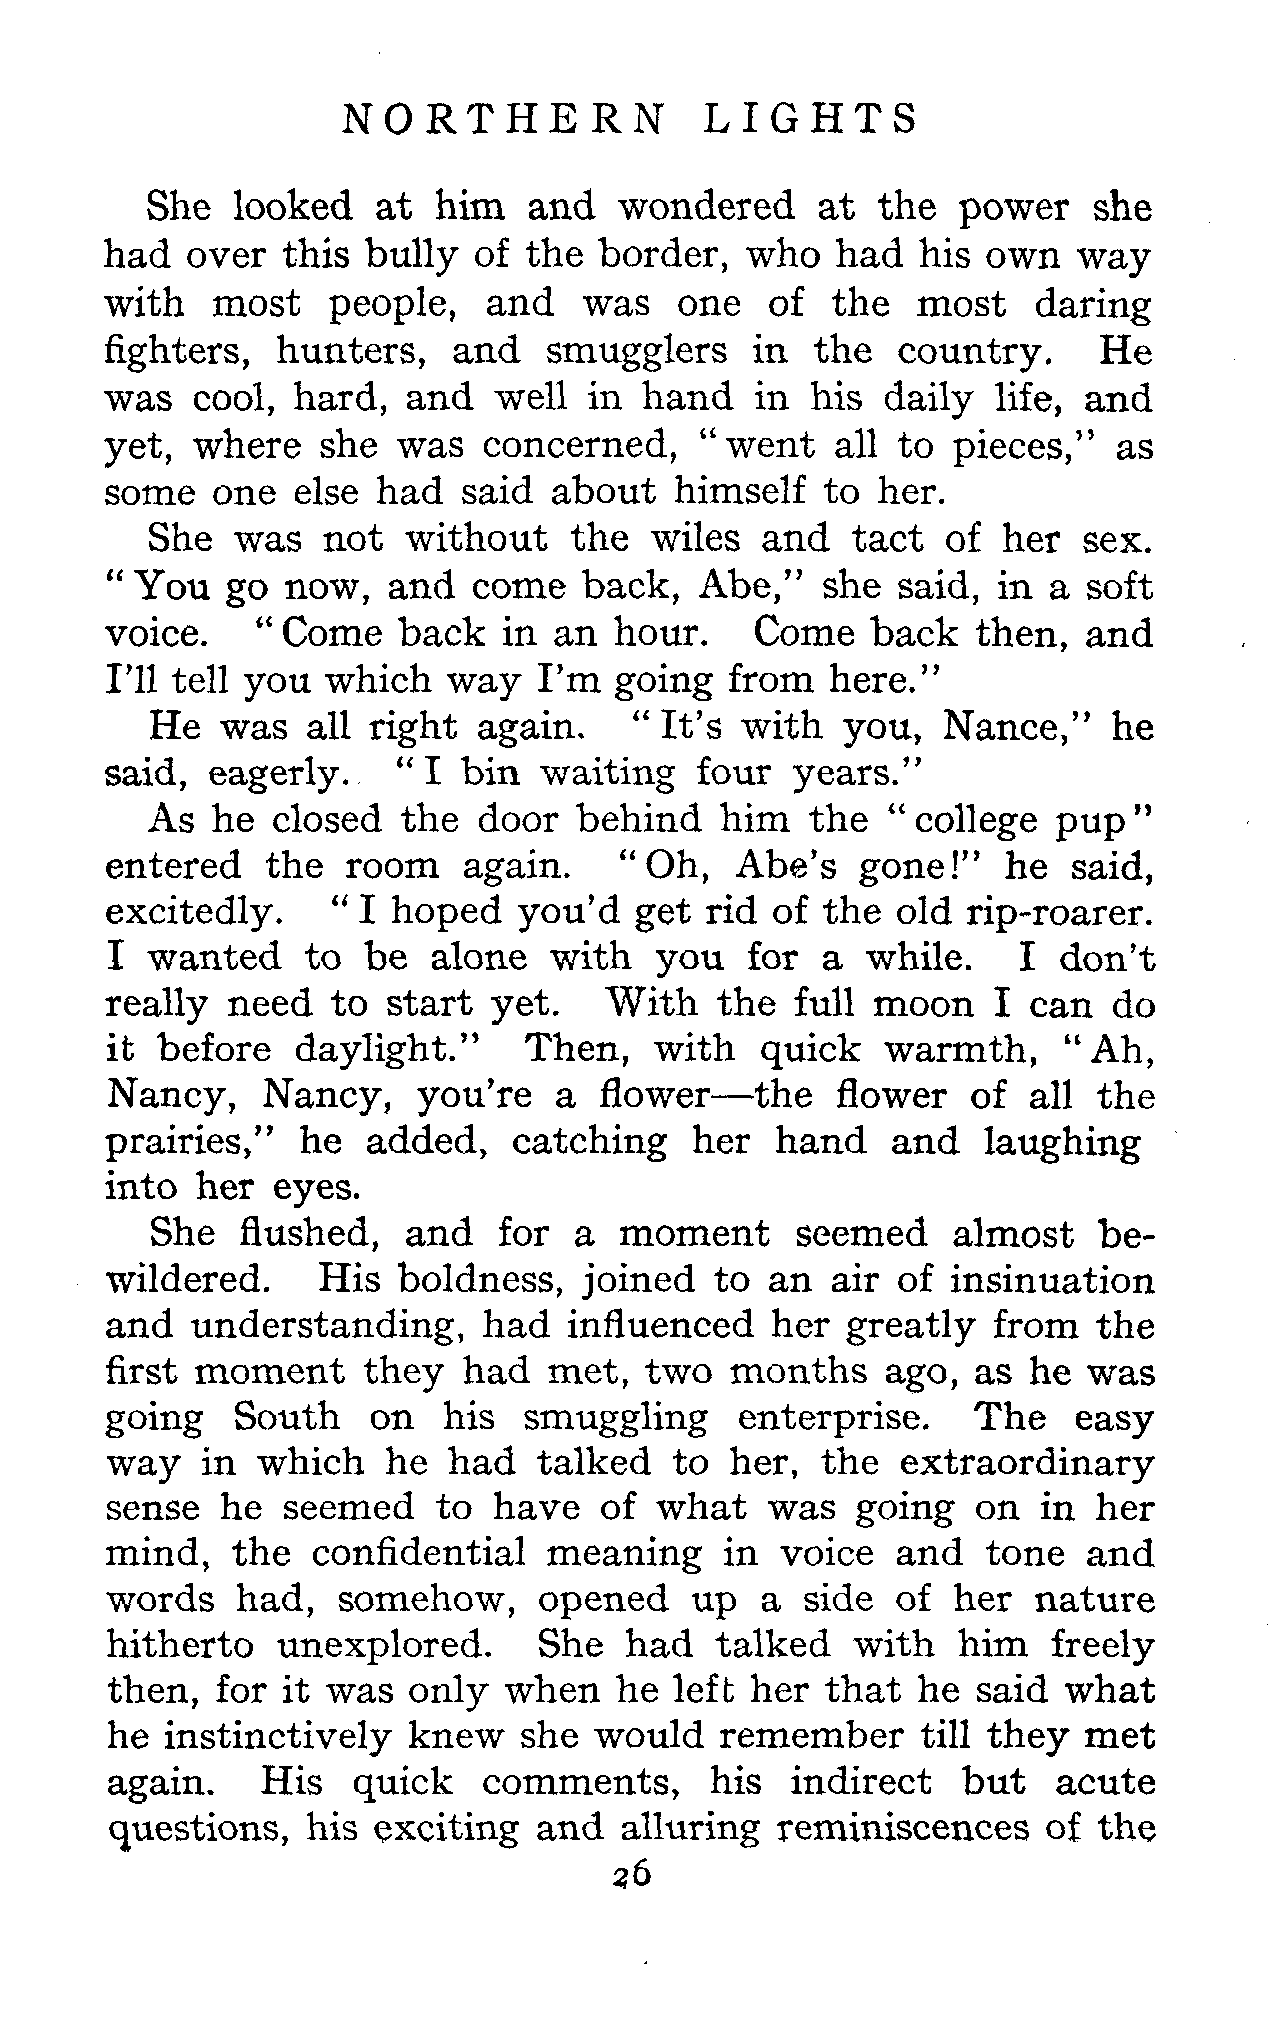 NORTHERN LIGHTS
She looked at him and wondered at the power she
had over this bully of the border, who had his own way
with most people, and was one of the most daring
fighters, hunters, and smugglers in the country. He
was cool, hard, and well in hand in his daily life, and
yet, where she was concerned, “went all to pieces,” as
some one else had said about himself to her.
She was not without the wiles and tact of her sex.
“You go now, and come back, Abe,” she said, in a soft
voice. “Come back in an hour. Come back then, and
I'll tell you which way I'm going from here.”
He was all right again. “It's with you, Nance,” he
said, eagerly. “I bin waiting four years.”
As he closed the door behind him the “college pup”
entered the room again. “Oh, Abe's gone!” he said,
excitedly. “I hoped you'd get rid of the old rip-roarer.
I wanted to be alone with you for a while. I don't
really need to start yet. With the full moon I can do
it before daylight.” Then, with quick warmth, “Ah,
Nancy, Nancy, you're a flower—the flower of all the
prairies,” he added, catching her hand and laughing
into her eyes.
She flushed, and for a moment seemed almost be-
wildered. His boldness, joined to an air of insinuation
and understanding, had influenced her greatly from the
first moment they had met, two months ago, as he was
going South on his smuggling enterprise. The easy
way in which he had talked to her, the extraordinary
sense he seemed to have of what was going on in her
mind, the confidential meaning in voice and tone and
words had, somehow, opened up a side of her nature
hitherto unexplored. She had talked with him freely
then, for it was only when he left her that he said what
he instinctively knew she would remember till they met
again. His quick comments, his indirect but acute
questions, his exciting and alluring reminiscences of the
26